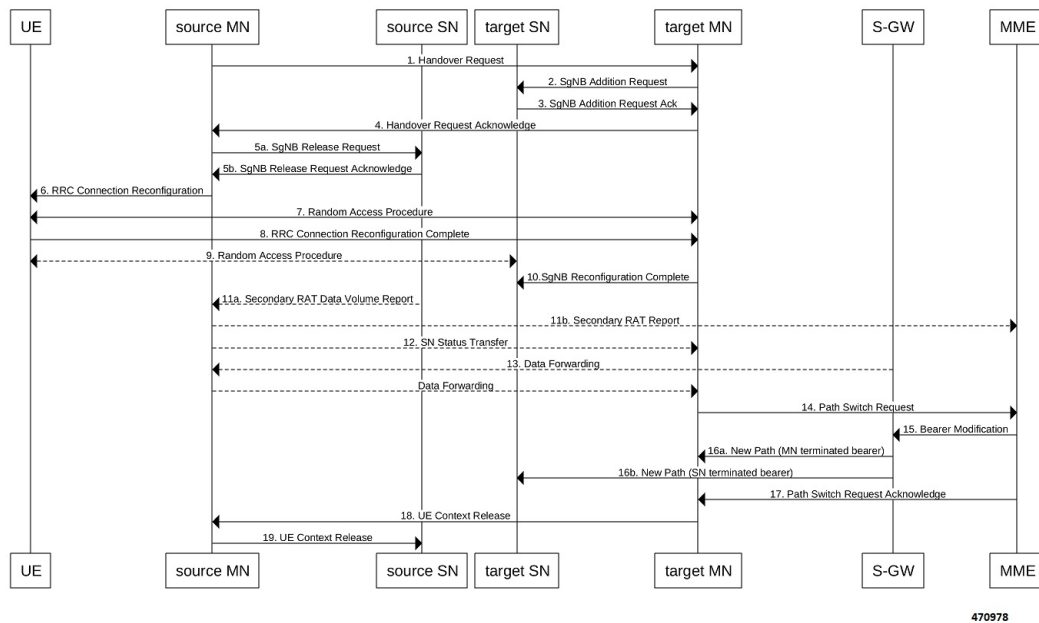 UE source MN source SN target SN target MN S-GW MME
1. Handover Request
2. SgNB Addition Request
3. SgNB Addition Request Ack
4. Handover Request Acknowledge
5a. SgNB Release Request
5b. SgNB Release Request Acknowledge
6. RRC Connection Reconfiguration
7. Random Access Procedure
8. RRC Connection Reconfiguration Complete
9. Random Access Procedure
10.SgNB Reconfiguration Complete
11a. Secondary RAT Data Volume Report
11b. Secondary RAT Report
12. SN Status Transfer
13. Data Forwarding
Data Forwarding
14. Path Switch Request
15. Bearer Modification
16a. New Path (MN terminated bearer)
16b. New Path (SN terminated bearer)
17. Path Switch Request Acknowledge
18. UE Context Release
19. UE Context Release
UE source MN source SN target SN target MN S-GW MME
470978